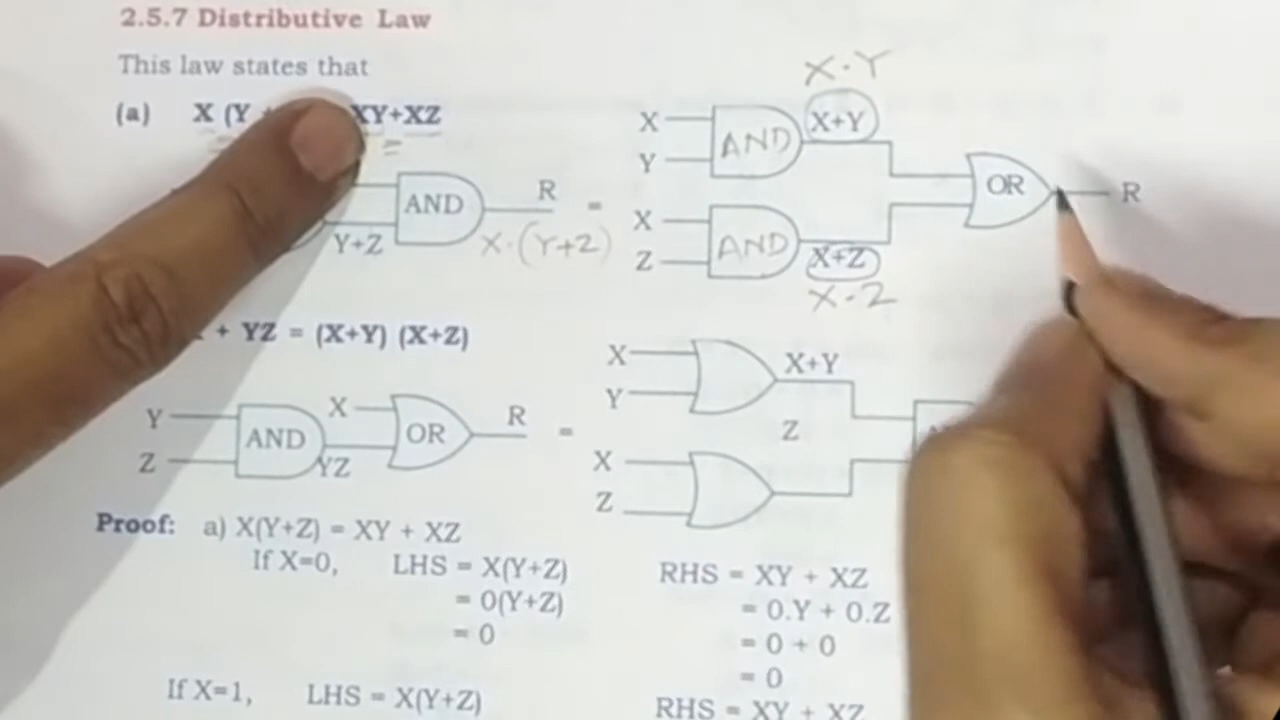 2.5.7 Distributive Law
This law states that
(a) X (Y XY+XZ
X·Y
X AND X+Y
Y
OR R
X AND X+Z
Z
X·Z
AND R =
Y+Z X·(Y+Z)
+ YZ = (X+Y) (X+Z)
Y AND X OR R =
Z YZ
X X+Y
Y
Z
X
Z
Proof: a) X(Y+Z) = XY + XZ
If X=0, LHS = X(Y+Z) RHS = XY + XZ
= 0(Y+Z) = 0.Y + 0.Z
= 0 = 0 + 0
= 0
If X=1, LHS = X(Y+Z) RHS = XY + XZ